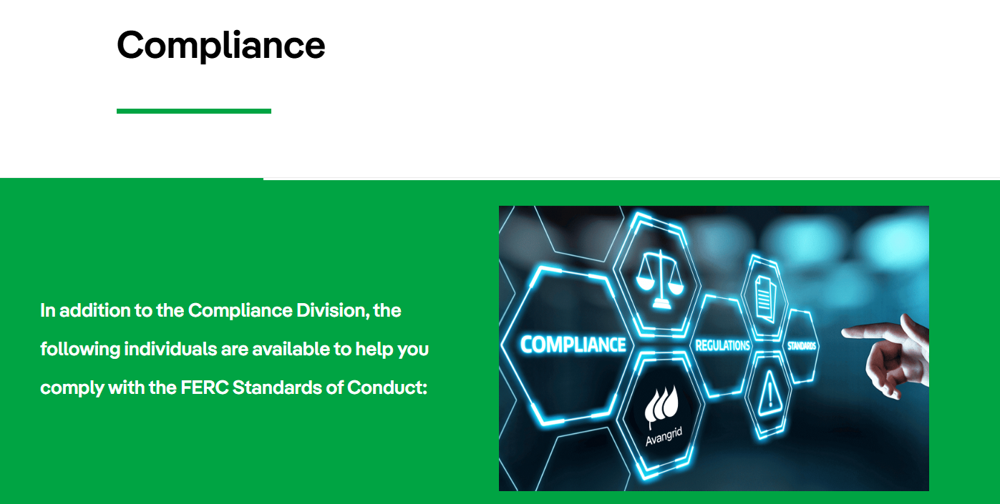 Compliance
In addition to the Compliance Division, the
following individuals are available to help you
comply with the FERC Standards of Conduct:
COMPLIANCE
REGULATIONS
STANDARDS
Avangrid